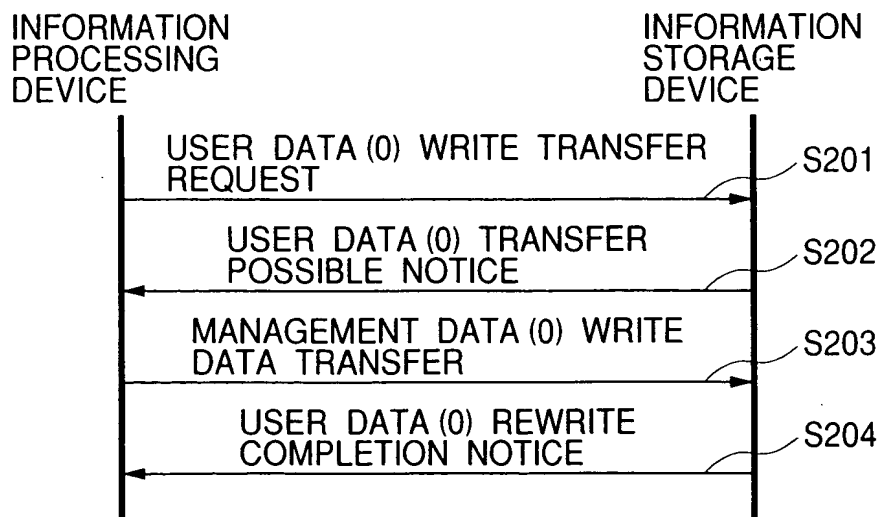 INFORMATION
PROCESSING
DEVICE
INFORMATION
STORAGE
DEVICE
USER DATA (0) WRITE TRANSFER
REQUEST
S201
USER DATA (0) TRANSFER
POSSIBLE NOTICE
S202
MANAGEMENT DATA (0) WRITE
DATA TRANSFER
S203
USER DATA (0) REWRITE
COMPLETION NOTICE
S204